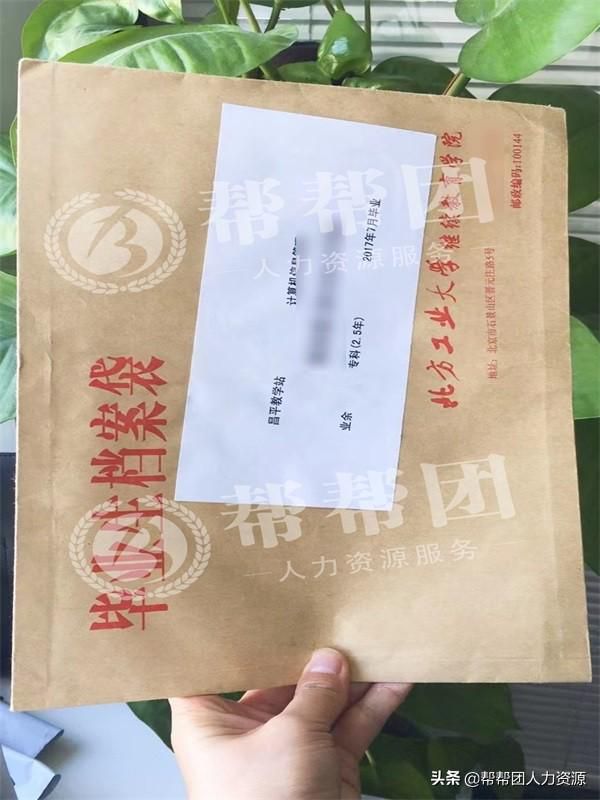 毕业生档案袋
昌平教学站
计算机信息管
业余
专科(2.5年)
2017年7月毕业
北方工业大学继续教育学院
地址：北京市石景山区晋元庄路5号
邮政编码:100144
帮帮团
人力资源服务
帮帮团
人力资源服务
头条 @帮帮团人力资源